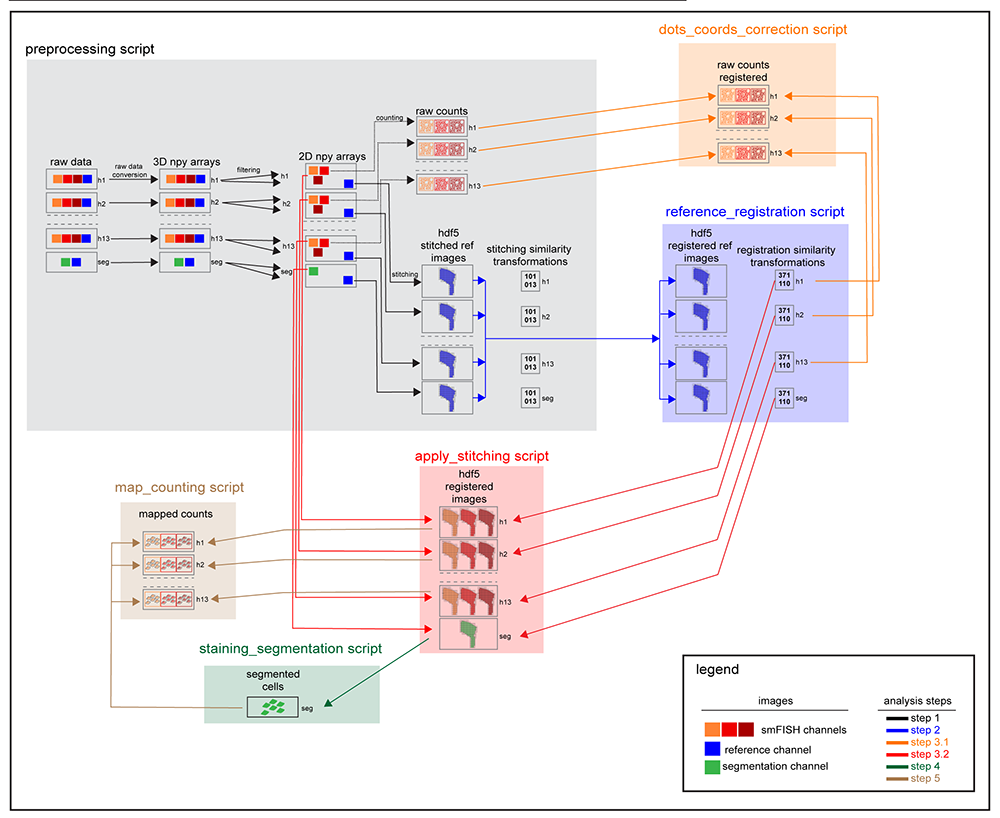 preprocessing script
raw data
h1
h2
h13
seg
raw data
conversion
3D npy arrays
h1
h2
h13
seg
filtering
h1
h2
h13
seg
2D npy arrays
counting
raw counts
h1
h2
h13
stitching
hdf5
stitched ref
images
stitching similarity
transformations
101
013
h1
101
013
h2
101
013
h13
101
013
seg
dots_coords_correction script
raw counts
registered
h1
h2
h13
reference_registration script
hdf5
registered ref
images
registration similarity
transformations
371
110
h1
371
110
h2
371
110
h13
371
110
seg
apply_stitching script
hdf5
registered
images
h1
h2
h13
seg
map_counting script
mapped counts
h1
h2
h13
staining_segmentation script
segmented
cells
seg
legend
images
smFISH channels
reference channel
segmentation channel
analysis steps
step 1
step 2
step 3.1
step 3.2
step 4
step 5